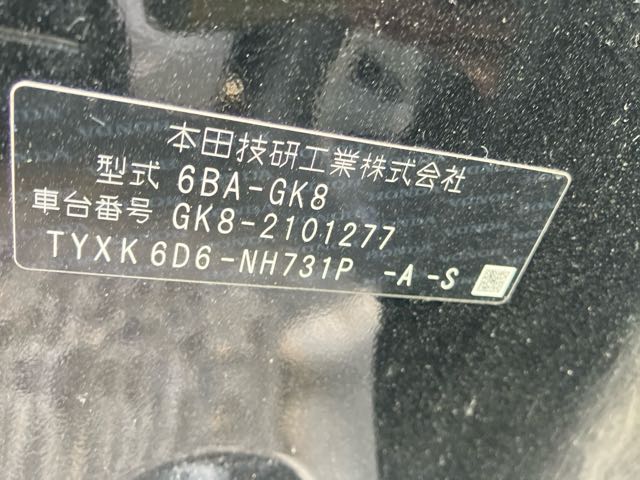 本田技研工業株式会社
型式 6BA-GK8
車台番号 GK8-2101277
TYXK 6D6-NH731P -A -S